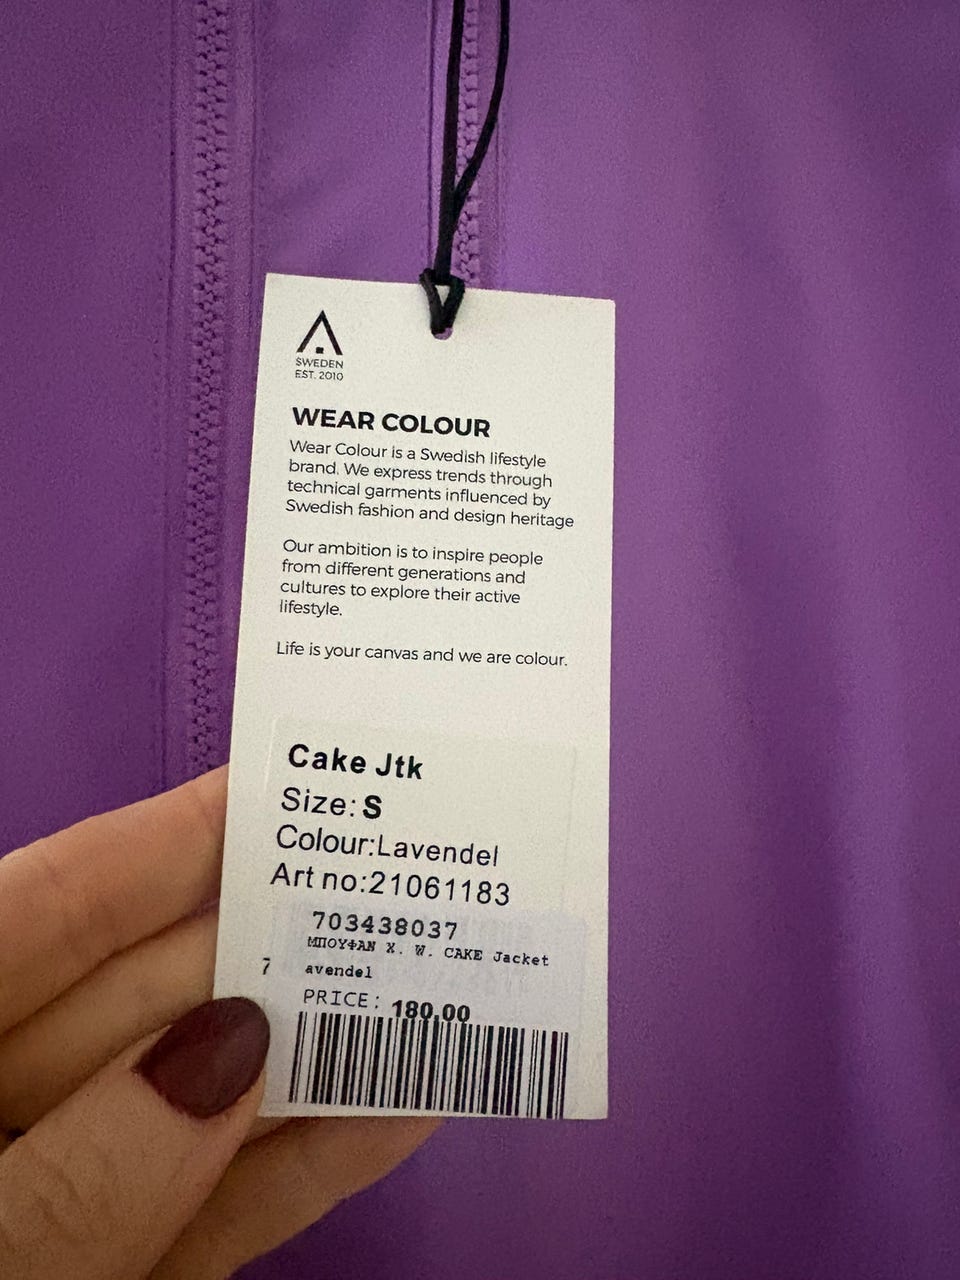 SWEDEN
EST. 2010
WEAR COLOUR
Wear Colour is a Swedish lifestyle
brand. We express trends through
technical garments influenced by
Swedish fashion and design heritage
Our ambition is to inspire people
from different generations and
cultures to explore their active
lifestyle.
Life is your canvas and we are colour.
Cake Jtk
Size: S
Colour:Lavendel
Art no:21061183
703438037
ΜΠΟΥΦΑΝ Χ. W. CAKE Jacket
avendel
7
PRICE: 180,00